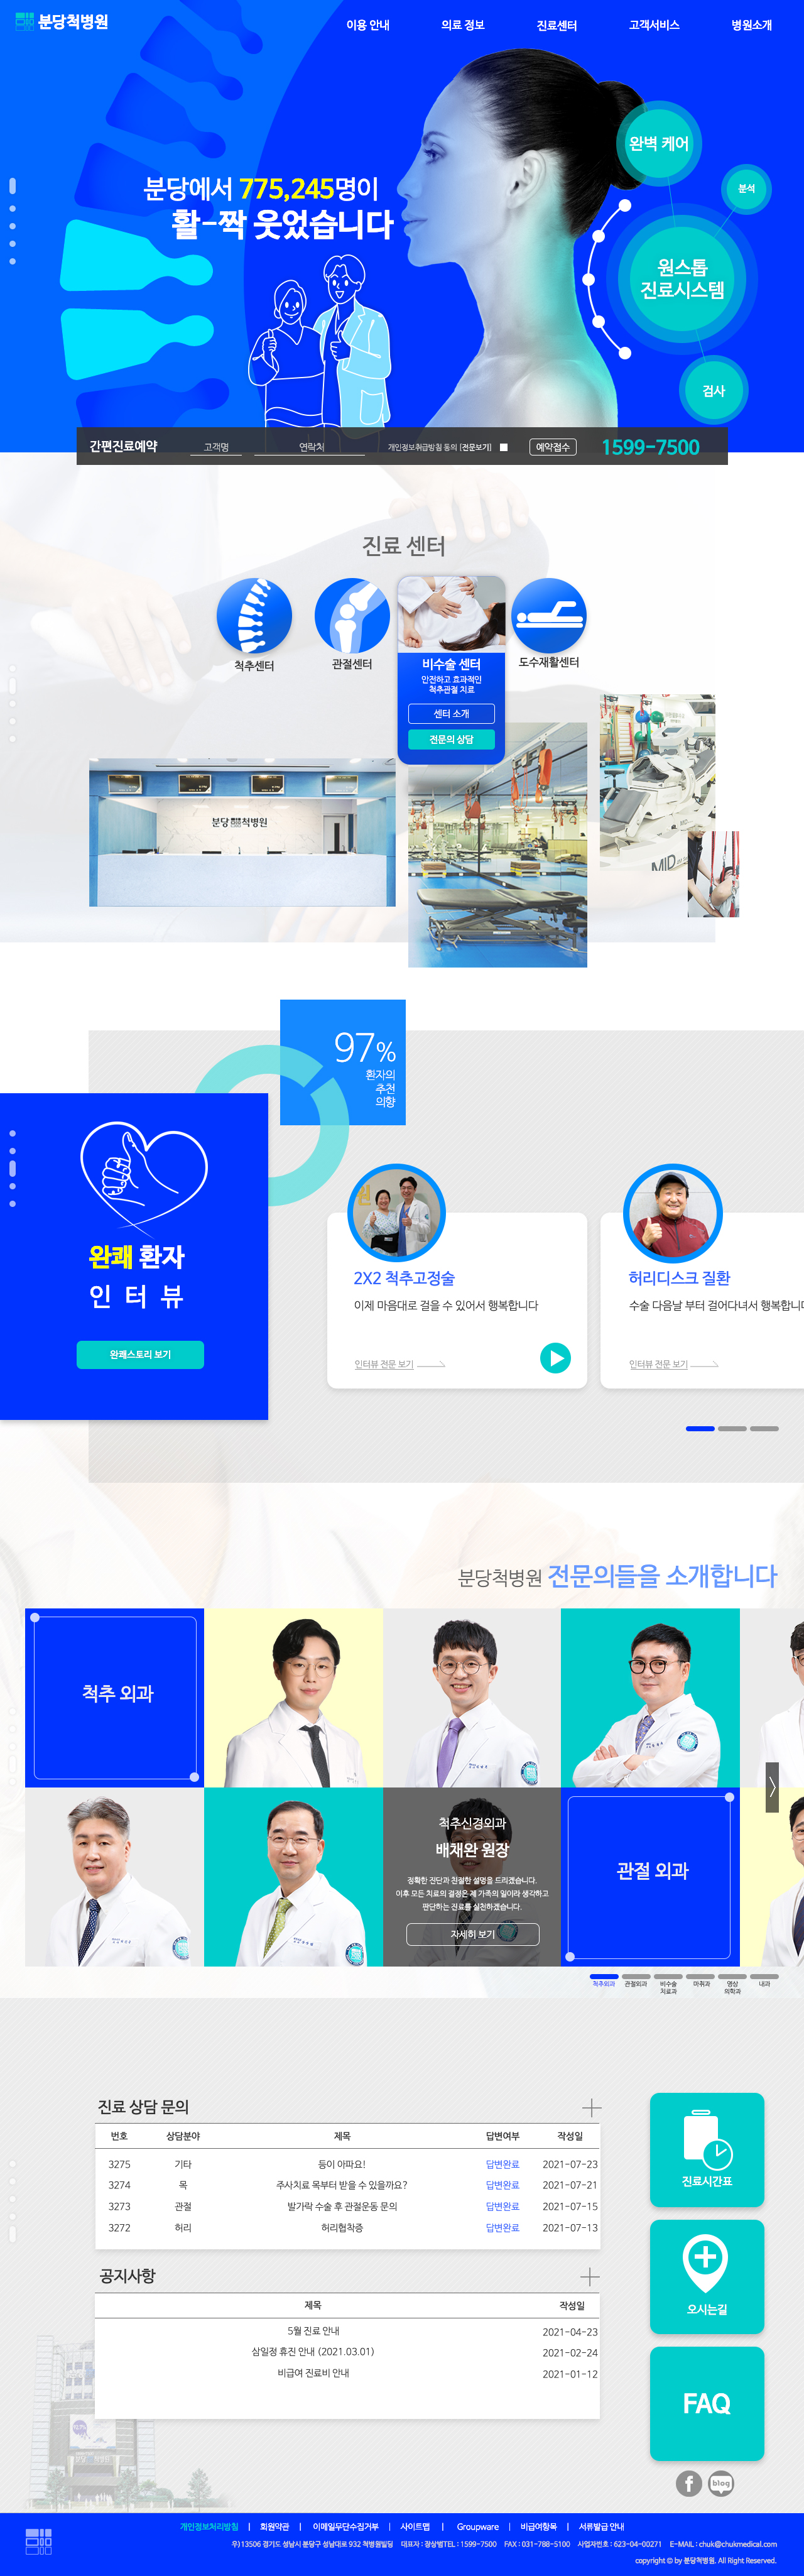 분당척병원
이용 안내
의료 정보
진료센터
고객서비스
병원소개
분당에서 775,245명이
활-짝 웃었습니다
완벽 케어
분석
원스톱
진료시스템
검사
간편진료예약
고객명
연락처
개인정보취급방침 동의 [전문보기]
예약접수
1599-7500
진료 센터
척추센터
관절센터
비수술 센터
안전하고 효과적인
척추관절 치료
센터 소개
전문의 상담
도수재활센터
분당척병원
MID
97%
환자의
추천
의향
완쾌 환자
인 터 뷰
완쾌스토리 보기
2X2 척추고정술
이제 마음대로 걸을 수 있어서 행복합니다
인터뷰 전문 보기
허리디스크 질환
수술 다음날 부터 걸어다녀서 행복합니다
인터뷰 전문 보기
분당척병원 전문의들을 소개합니다
척추 외과
척추신경외과
배채완 원장
정확한 진단과 친절한 설명을 드리겠습니다.
이후 모든 치료의 결정은 제 가족의 일이라 생각하고
판단하는 진료를 실천하겠습니다.
자세히 보기
관절 외과
척추외과
관절외과
비수술
치료과
마취과
영상
의학과
내과
진료 상담 문의
번호 상담분야 제목 답변여부 작성일
3275 기타 등이 아파요! 답변완료 2021-07-23
3274 목 주사치료 목부터 받을 수 있을까요? 답변완료 2021-07-21
3273 관절 발가락 수술 후 관절운동 문의 답변완료 2021-07-15
3272 허리 허리협착증 답변완료 2021-07-13
공지사항
제목 작성일
5월 진료 안내 2021-04-23
삼일정 휴진 안내 (2021.03.01) 2021-02-24
비급여 진료비 안내 2021-01-12
진료시간표
오시는길
FAQ
f
blog
개인정보처리방침 | 회원약관 | 이메일무단수집거부 | 사이트맵 | Groupware | 비급여항목 | 서류발급 안내
우)13506 경기도 성남시 분당구 성남대로 932 척병원빌딩 대표자 : 장상범TEL : 1599-7500 FAX : 031-788-5100 사업자번호 : 623-04-00271 E-MAIL : chuk@chukmedical.com
copyright © by 분당척병원. All Right Reserved.